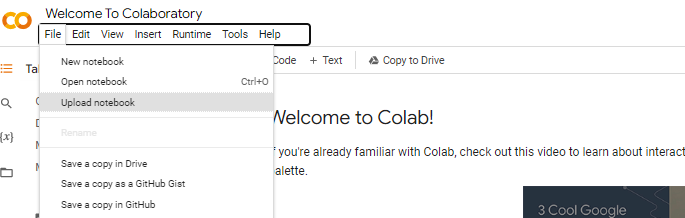 Welcome To Colaboratory
File Edit View Insert Runtime Tools Help
Code + Text Copy to Drive
New notebook
Open notebook Ctrl+O
Upload notebook
Rename
Save a copy in Drive
Save a copy as a GitHub Gist
Save a copy in GitHub
{x}
Welcome to Colab!
f you're already familiar with Colab, check out this video to learn about interact
alette.
3 Cool Google